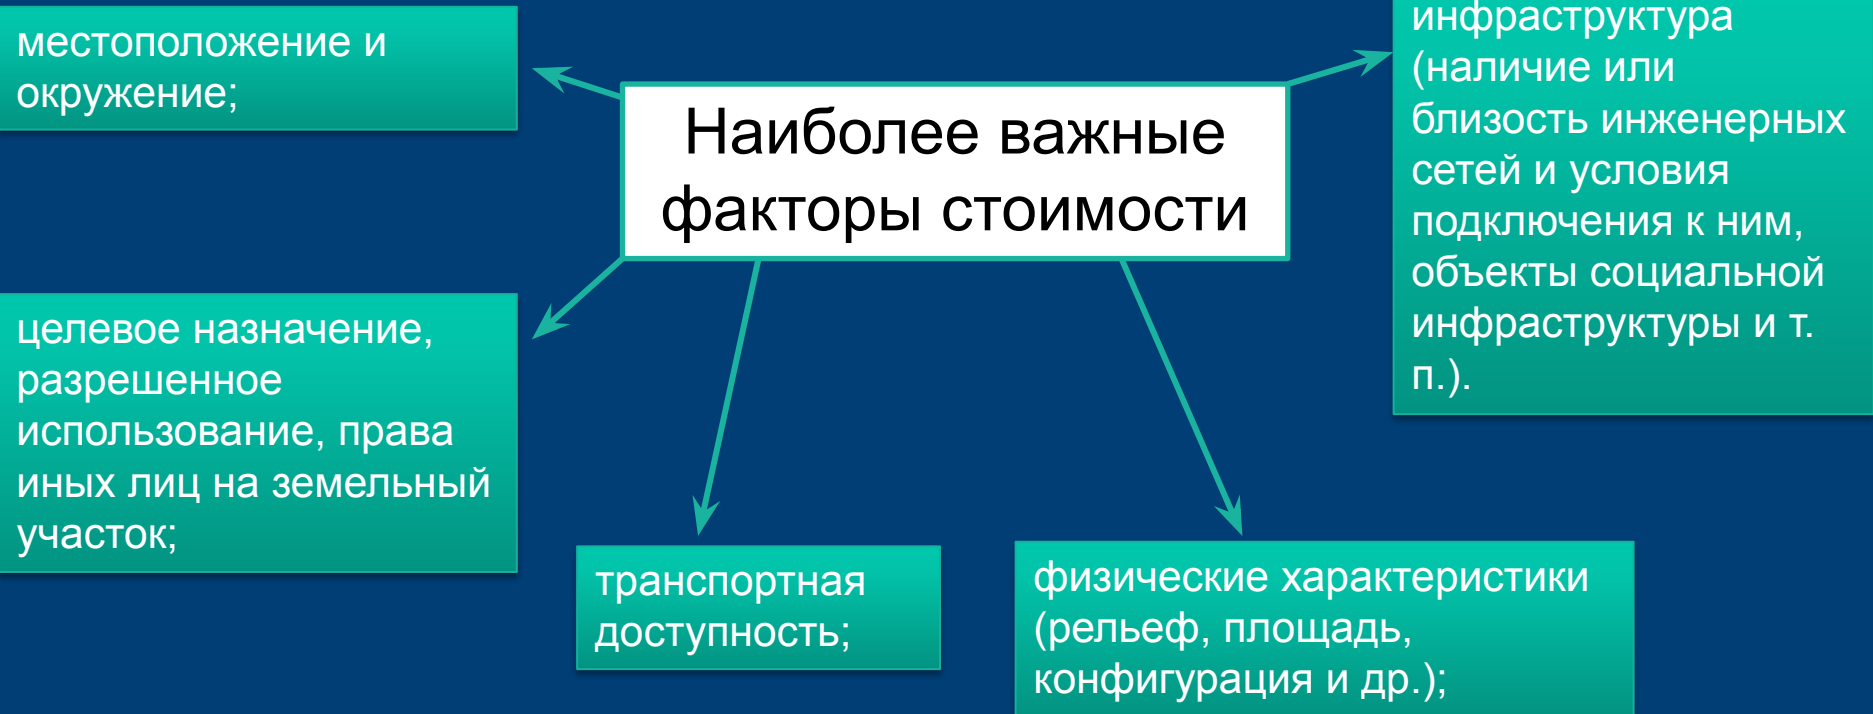 местоположение и
окружение;
Наиболее важные
факторы стоимости
инфраструктура
(наличие или
близость инженерных
сетей и условия
подключения к ним,
объекты социальной
инфраструктуры и т.
п.).
целевое назначение,
разрешенное
использование, права
иных лиц на земельный
участок;
транспортная
доступность;
физические характеристики
(рельеф, площадь,
конфигурация и др.);